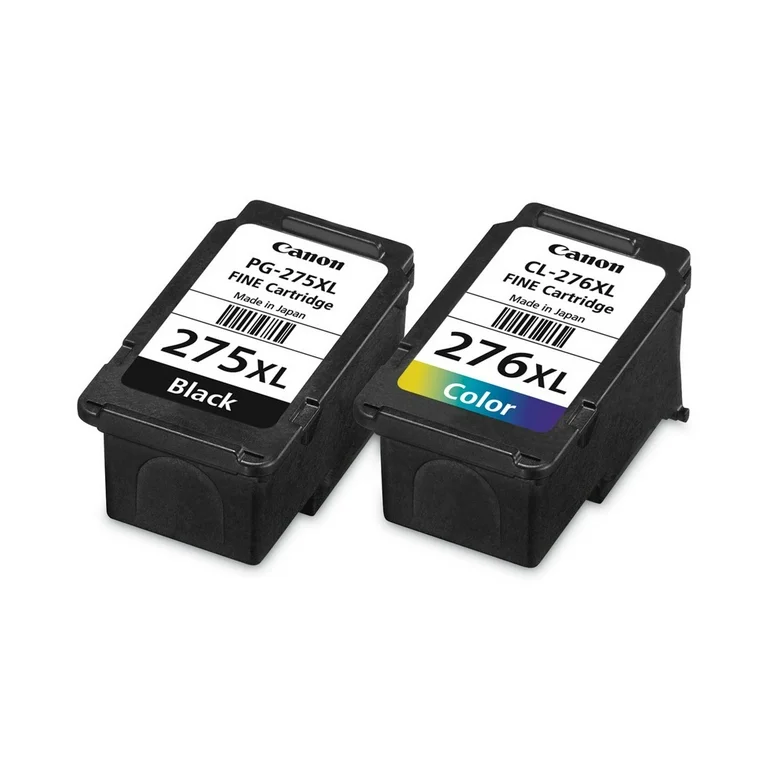 Canon
PG-275XL
FINE Cartridge
Made in Japan
275XL
Black
Canon
CL-276XL
FINE Cartridge
Made in Japan
276XL
Color